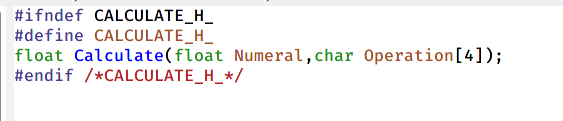 #ifndef CALCULATE_H_
#define CALCULATE_H_
float Calculate(float Numeral,char Operation[4]);
#endif /*CALCULATE_H_*/